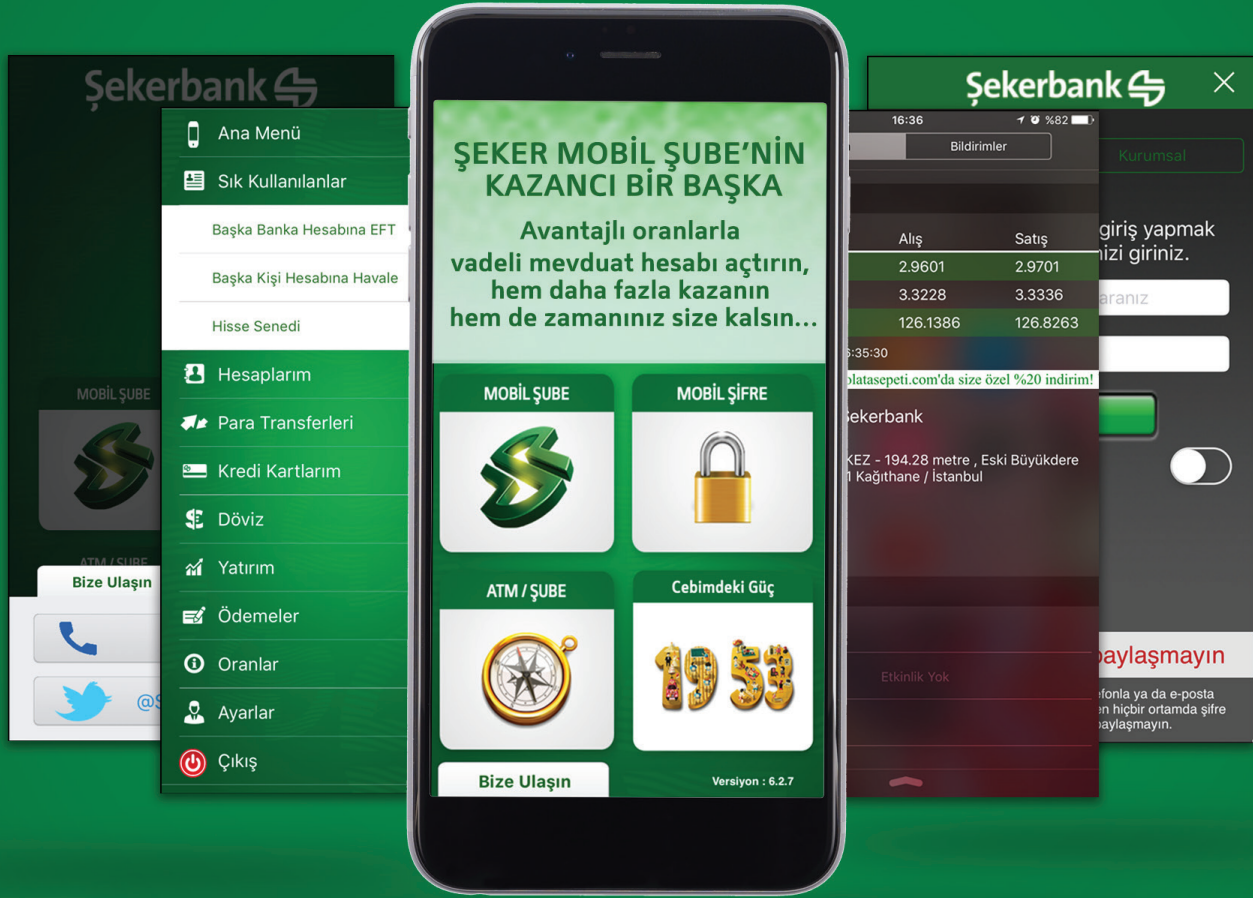 Şekerbank
MOBİL ŞUBE
ATM / ŞUBE
Bize Ulaşın
Ana Menü
Sık Kullanılanlar
Başka Banka Hesabına EFT
Başka Kişi Hesabına Havale
Hisse Senedi
Hesaplarım
Para Transferleri
Kredi Kartlarım
Döviz
Yatırım
Ödemeler
Oranlar
Ayarlar
Çıkış
ŞEKER MOBİL ŞUBE’NİN
KAZANCI BİR BAŞKA
Avantajlı oranlarla
vadeli mevduat hesabı açtırın,
hem daha fazla kazanın
hem de zamanınız size kalsın...
MOBİL ŞUBE
MOBİL ŞİFRE
ATM / ŞUBE
Cebimdeki Güç
1953
Bize Ulaşın
Versiyon : 6.2.7
16:36
%82
Bildirimler
Alış Satış
2.9601 2.9701
3.3228 3.3336
126.1386 126.8263
:35:30
olatasepeti.com'da size özel %20 indirim!
Şekerbank
KEZ - 194.28 metre , Eski Büyükdere
1 Kağıthane / İstanbul
Etkinlik Yok
Şekerbank
Kurumsal
giriş yapmak
nizi giriniz.
aranız
paylaşmayın
efonla ya da e-posta
en hiçbir ortamda şifre
paylaşmayın.